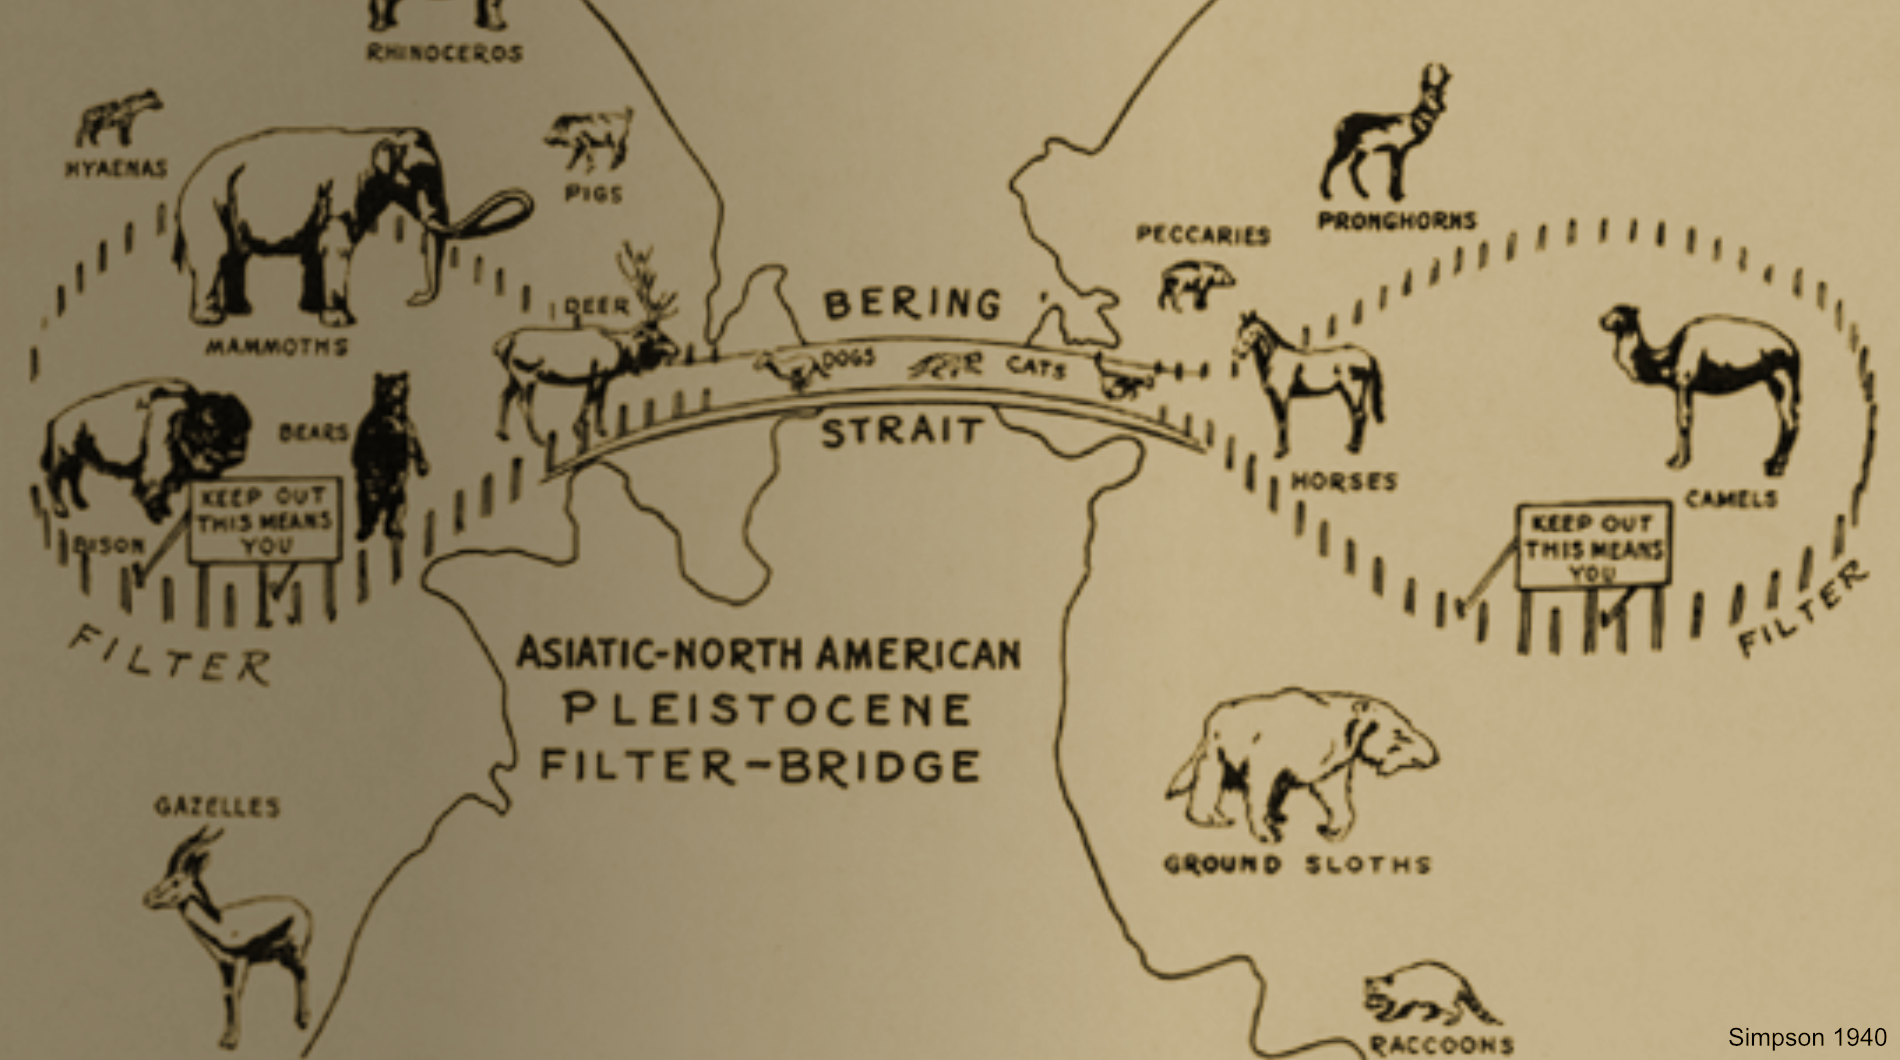 RHINOCEROS
HYAENAS
PIGS
PRONGHORNS
PECCARIES
DEER
BERING
MAMMOTHS
DOGS
CATS
STRAIT
BEARS
HORSES
CAMELS
KEEP OUT
THIS MEANS
YOU
BISON
KEEP OUT
THIS MEANS
YOU
FILTER
FILTER
ASIATIC-NORTH AMERICAN
PLEISTOCENE
FILTER-BRIDGE
GAZELLES
GROUND SLOTHS
RACCOONS
Simpson 1940